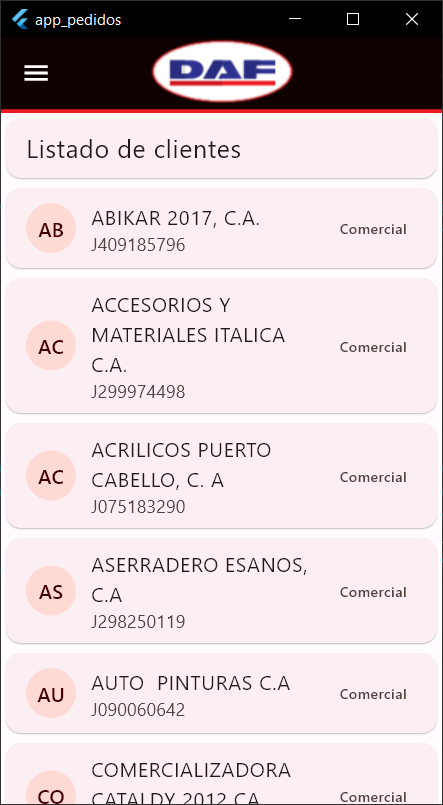 app_pedidos
DAF
Listado de clientes
AB
ABIKAR 2017, C.A.
J409185796
Comercial
AC
ACCESORIOS Y
MATERIALES ITALICA
C.A.
J299974498
Comercial
AC
ACRILICOS PUERTO
CABELLO, C. A
J075183290
Comercial
AS
ASERRADERO ESANOS,
C.A
J298250119
Comercial
AU
AUTO  PINTURAS C.A
J090060642
Comercial
CO
COMERCIALIZADORA
CATALDY 2012 CA
Comercial